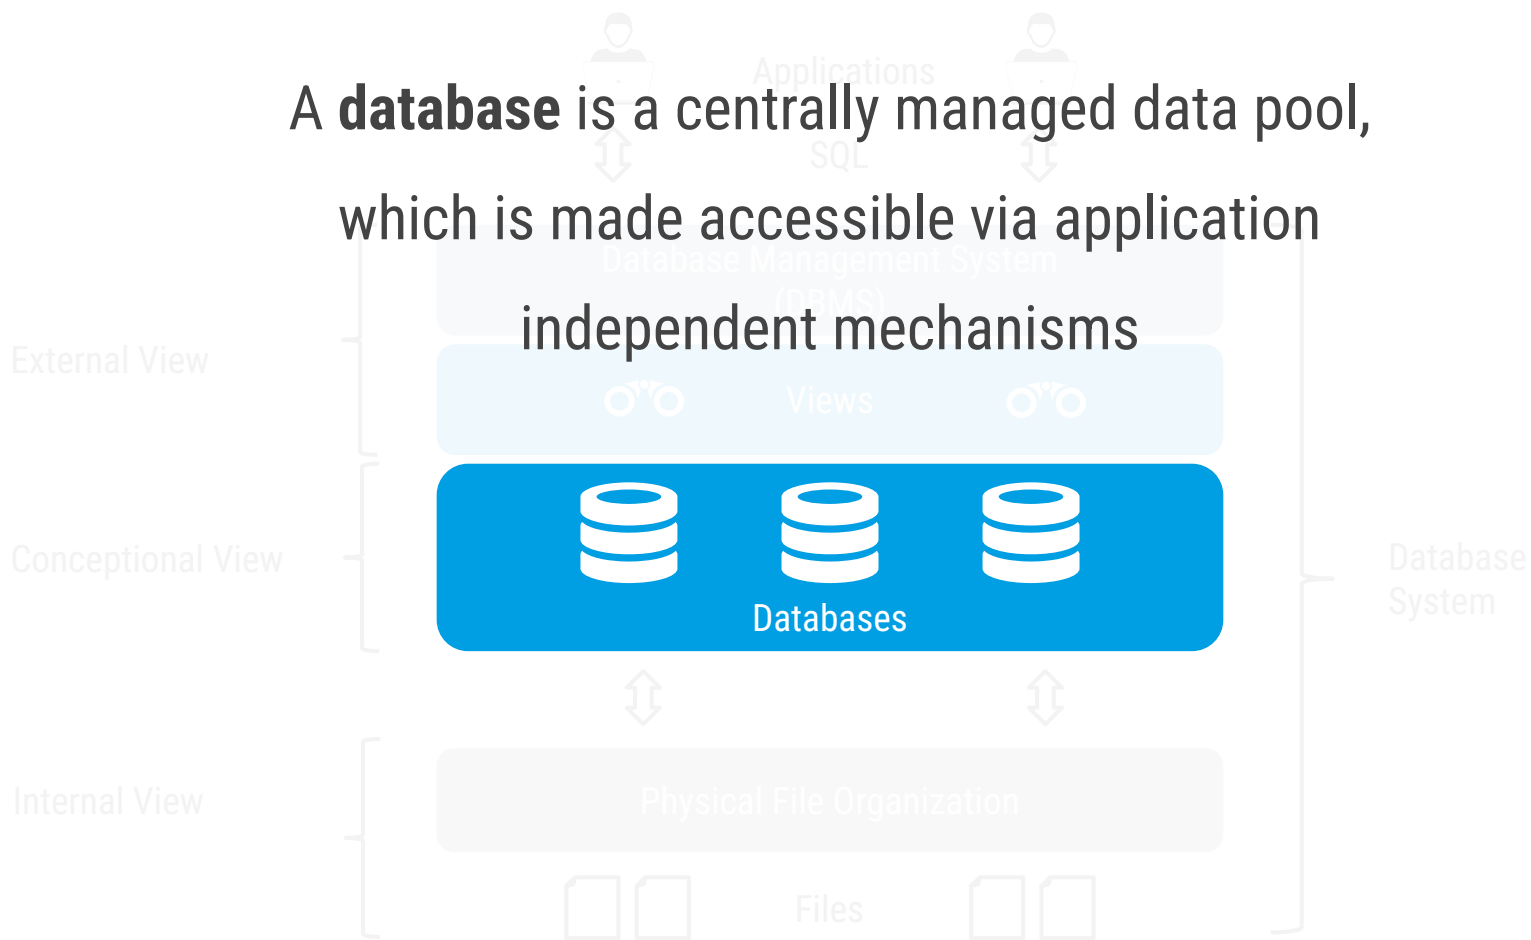 Applications
A database is a centrally managed data pool,
SQL
which is made accessible via application
Database Management System
(DBMS)
independent mechanisms
External View
Views
Conceptional View
Databases
Database
System
Internal View
Physical File Organization
Files